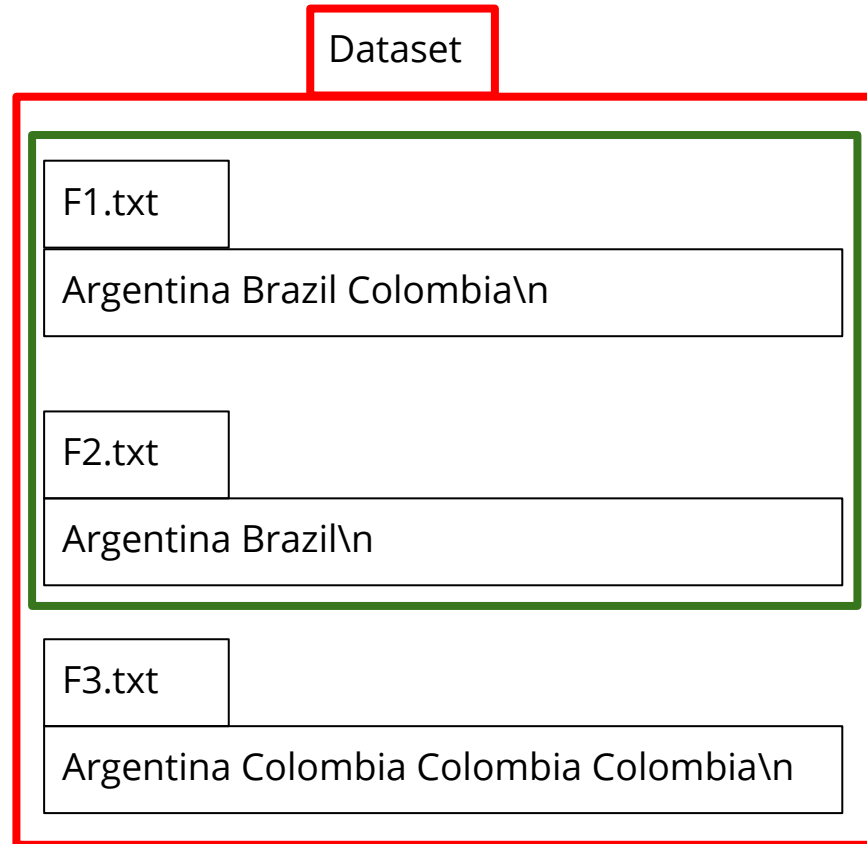 Dataset
F1.txt
Argentina Brazil Colombia\n
F2.txt
Argentina Brazil\n
F3.txt
Argentina Colombia Colombia Colombia\n